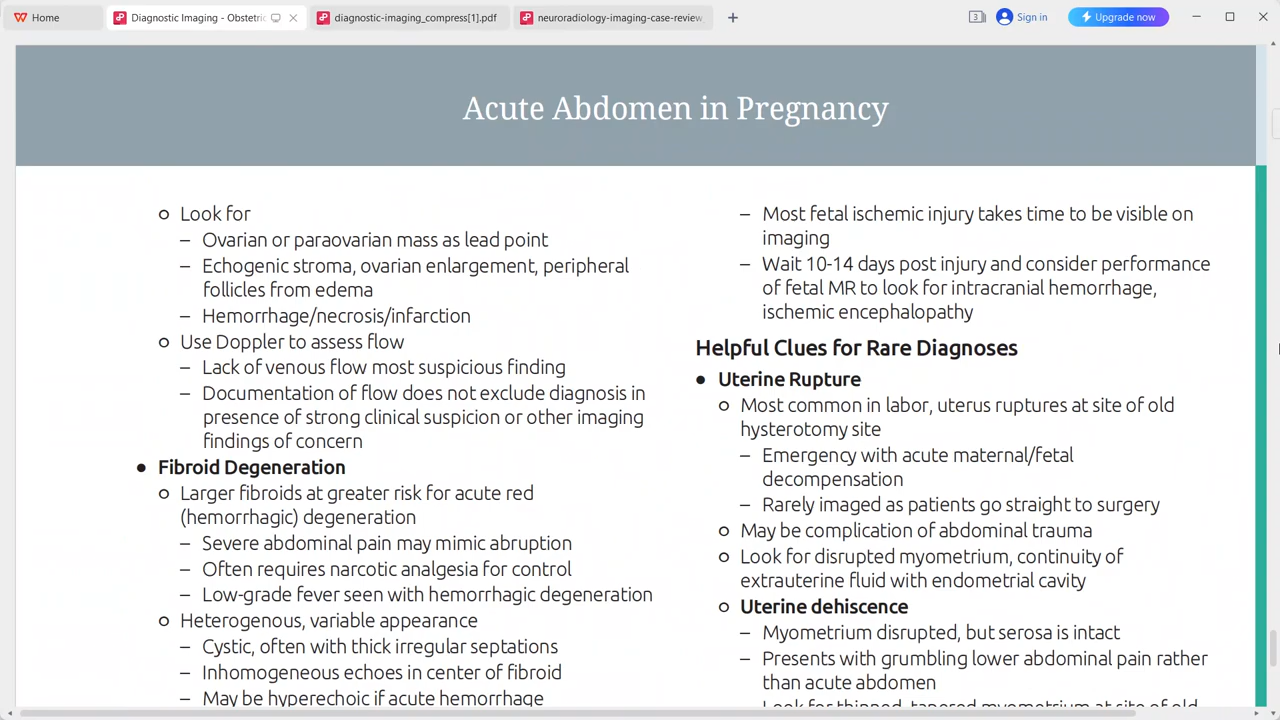 Home
Diagnostic Imaging - Obstetric
diagnostic-imaging_compress[1].pdf
neuroradiology-imaging-case-review
3
Sign in
Upgrade now
Acute Abdomen in Pregnancy
Look for
– Ovarian or paraovarian mass as lead point
– Echogenic stroma, ovarian enlargement, peripheral
follicles from edema
– Hemorrhage/necrosis/infarction
Use Doppler to assess flow
– Lack of venous flow most suspicious finding
– Documentation of flow does not exclude diagnosis in
presence of strong clinical suspicion or other imaging
findings of concern
• Fibroid Degeneration
Larger fibroids at greater risk for acute red
(hemorrhagic) degeneration
– Severe abdominal pain may mimic abruption
– Often requires narcotic analgesia for control
– Low-grade fever seen with hemorrhagic degeneration
Heterogenous, variable appearance
– Cystic, often with thick irregular septations
– Inhomogeneous echoes in center of fibroid
– May be hyperechoic if acute hemorrhage
– Most fetal ischemic injury takes time to be visible on
imaging
– Wait 10-14 days post injury and consider performance
of fetal MR to look for intracranial hemorrhage,
ischemic encephalopathy
Helpful Clues for Rare Diagnoses
• Uterine Rupture
Most common in labor, uterus ruptures at site of old
hysterotomy site
– Emergency with acute maternal/fetal
decompensation
– Rarely imaged as patients go straight to surgery
May be complication of abdominal trauma
Look for disrupted myometrium, continuity of
extrauterine fluid with endometrial cavity
Uterine dehiscence
– Myometrium disrupted, but serosa is intact
– Presents with grumbling lower abdominal pain rather
than acute abdomen
– Look for thinned, tapered myometrium at site of old